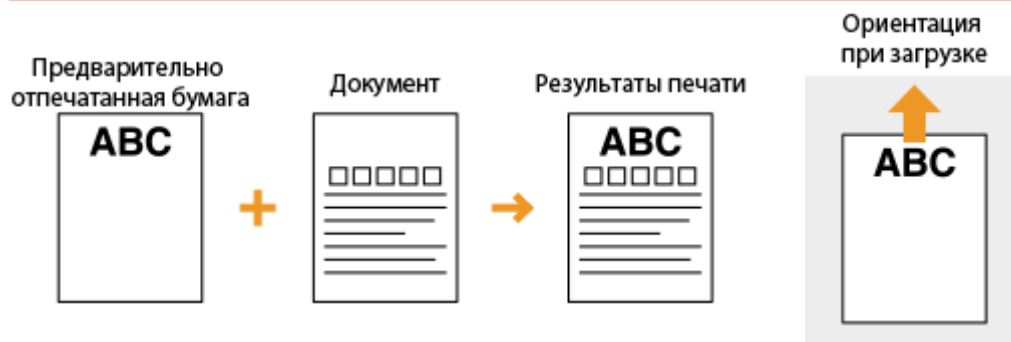 Предварительно
отпечатанная бумага
ABC
Документ
Результаты печати
ABC
Ориентация
при загрузке
ABC